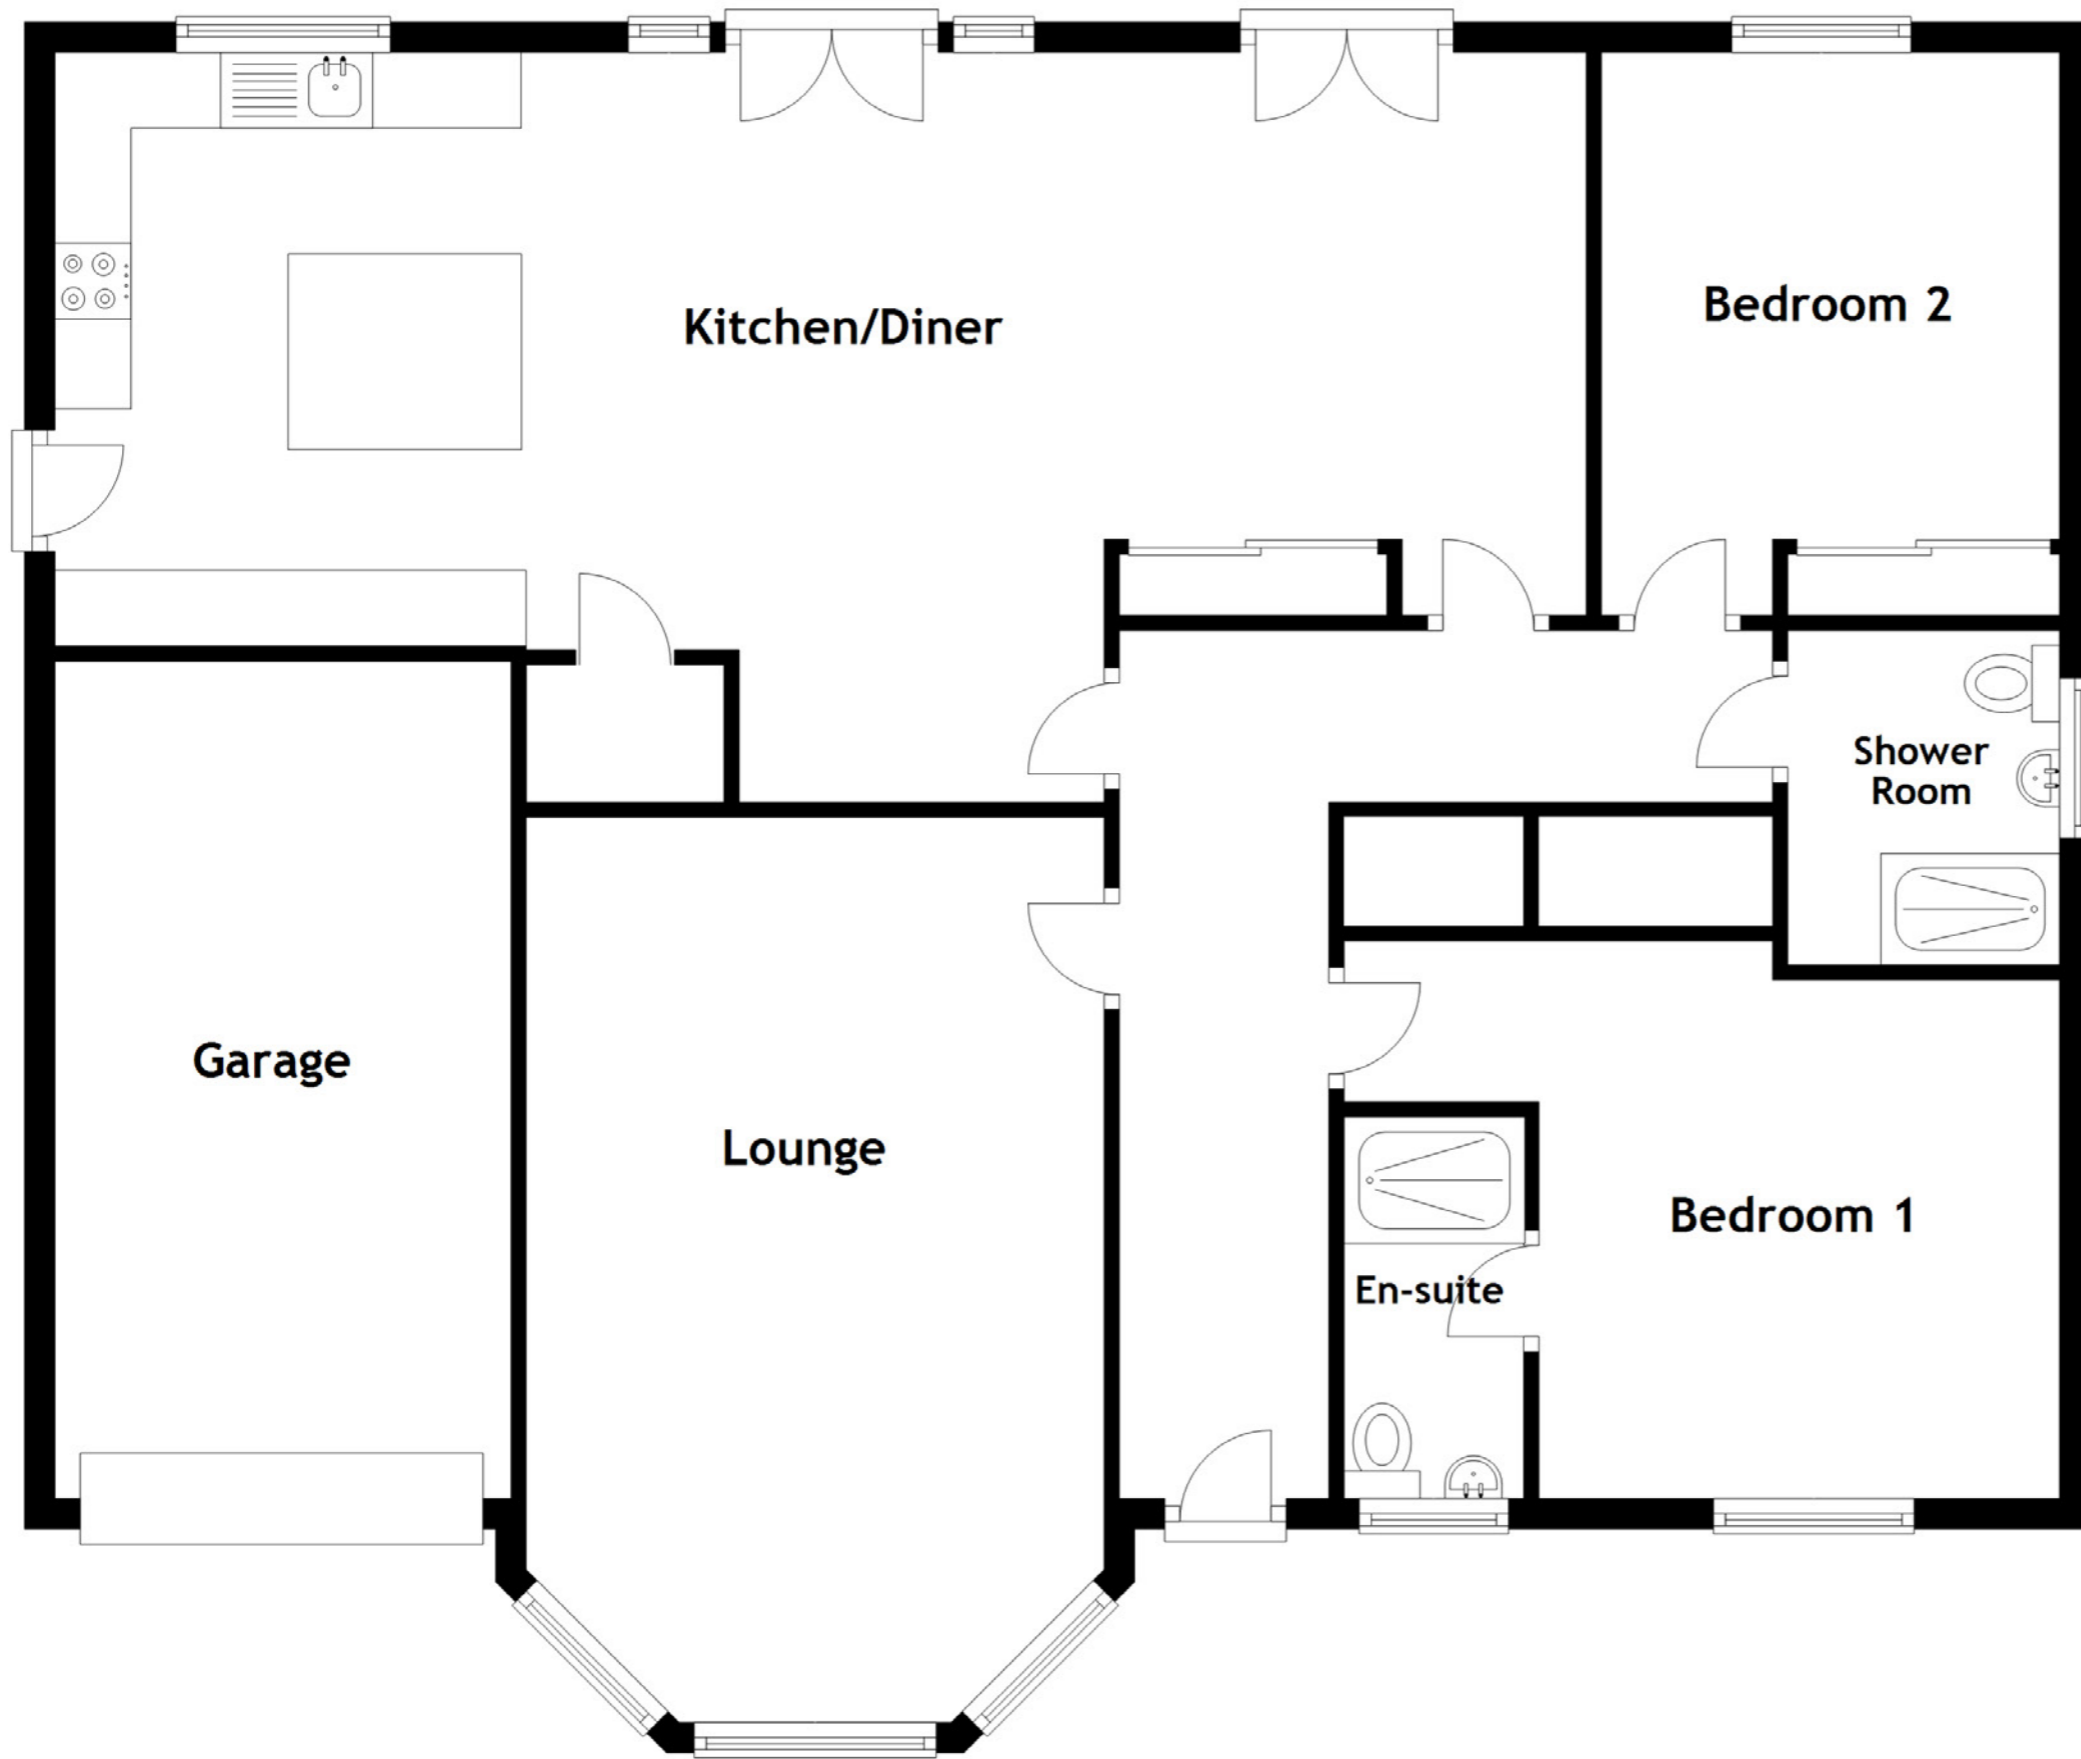 Kitchen/Diner
Bedroom 2
Shower
Room
Garage
Lounge
Bedroom 1
En-suite